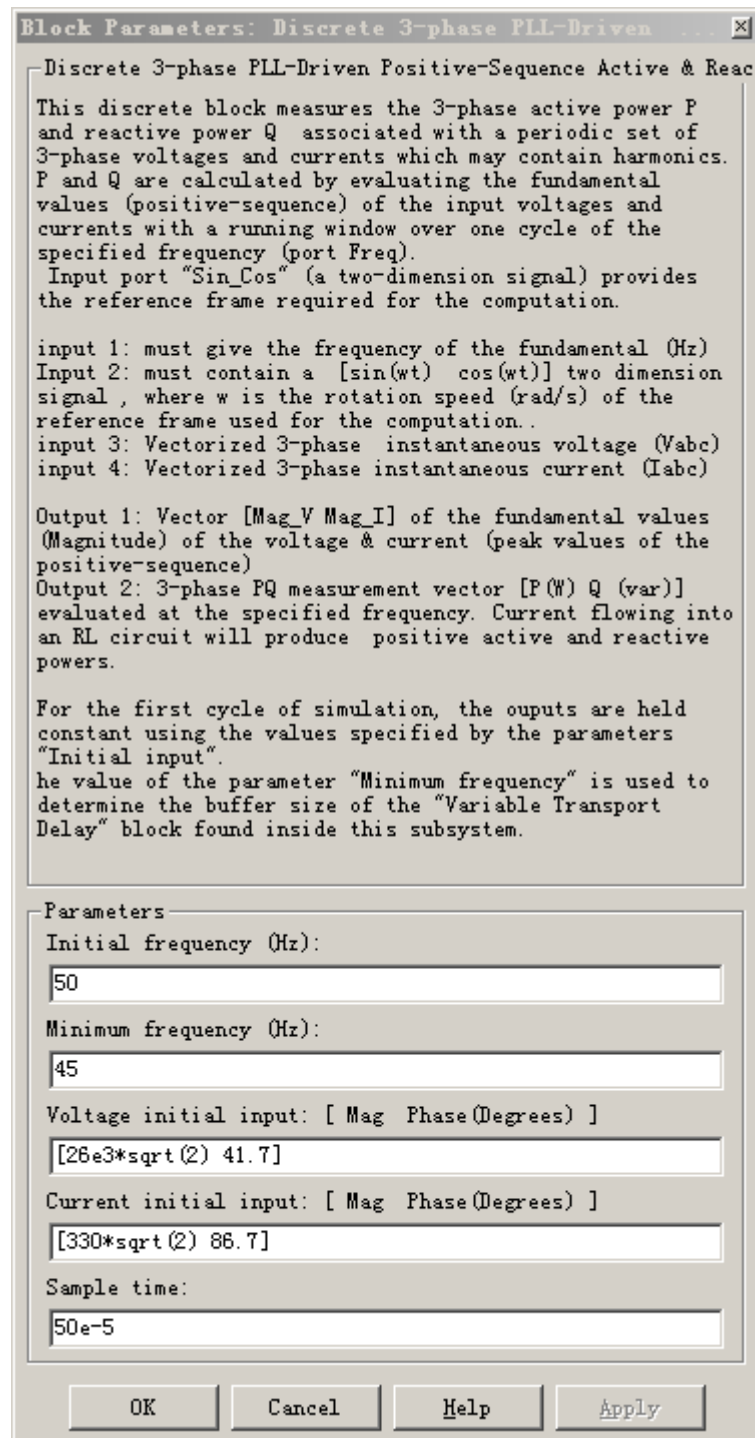 Block Parameters: Discrete 3-phase PLL-Driven ...
Discrete 3-phase PLL-Driven Positive-Sequence Active & Reac
This discrete block measures the 3-phase active power P
and reactive power Q associated with a periodic set of
3-phase voltages and currents which may contain harmonics.
P and Q are calculated by evaluating the fundamental
values (positive-sequence) of the input voltages and
currents with a running window over one cycle of the
specified frequency (port Freq).
Input port "Sin_Cos" (a two-dimension signal) provides
the reference frame required for the computation.
input 1: must give the frequency of the fundamental (Hz)
Input 2: must contain a [sin(wt) cos(wt)] two dimension
signal , where w is the rotation speed (rad/s) of the
reference frame used for the computation..
input 3: Vectorized 3-phase instantaneous voltage (Vabc)
input 4: Vectorized 3-phase instantaneous current (Iabc)
Output 1: Vector [Mag_V Mag_I] of the fundamental values
(Magnitude) of the voltage & current (peak values of the
positive-sequence)
Output 2: 3-phase PQ measurement vector [P(W) Q (var)]
evaluated at the specified frequency. Current flowing into
an RL circuit will produce positive active and reactive
powers.
For the first cycle of simulation, the ouputs are held
constant using the values specified by the parameters
"Initial input".
he value of the parameter "Minimum frequency" is used to
determine the buffer size of the "Variable Transport
Delay" block found inside this subsystem.
Parameters
Initial frequency (Hz):
50
Minimum frequency (Hz):
45
Voltage initial input: [ Mag Phase(Degrees) ]
[26e3*sqrt(2) 41.7]
Current initial input: [ Mag Phase(Degrees) ]
[330*sqrt(2) 86.7]
Sample time:
50e-5
OK Cancel Help Apply